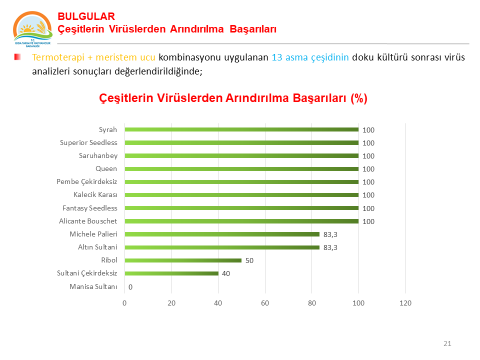 BULGULAR
Çeşitlerin Virüslerden Arındırılma Başarıları
Termoterapi + meristem ucu kombinasyonu uygulanan 13 asma çeşidinin doku kültürü sonrası virüs
analizleri sonuçları değerlendirildiğinde;
Çeşitlerin Virüslerden Arındırılma Başarıları (%)
Syrah 100
Superior Seedless 100
Saruhanbey 100
Queen 100
Pembe Çekirdeksiz 100
Kalecik Karası 100
Fantasy Seedless 100
Alicante Bouschet 100
Michele Palieri 83,3
Altın Sultani 83,3
Ribol 50
Sultani Çekirdeksiz 40
Manisa Sultanı 0
0 20 40 60 80 100 120
21